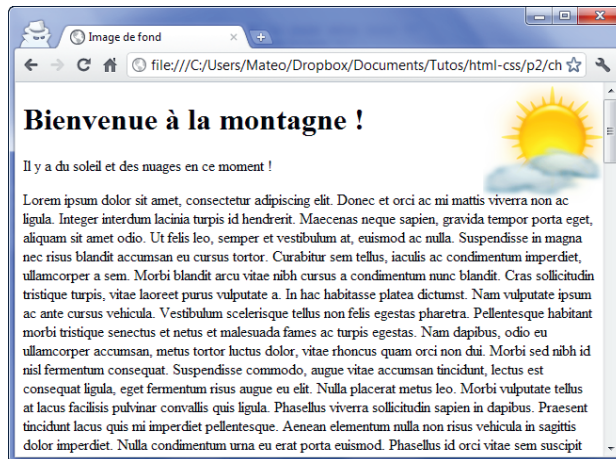 Image de fond
file:///C:/Users/Mateo/Dropbox/Documents/Tutos/html-css/p2/ch
Bienvenue à la montagne !
Il y a du soleil et des nuages en ce moment !
Lorem ipsum dolor sit amet, consectetur adipiscing elit. Donec et orci ac mi mattis viverra non ac
ligula. Integer interdum lacinia turpis id hendrerit. Maecenas neque sapien, gravida tempor porta eget,
aliquam sit amet odio. Ut felis leo, semper et vestibulum at, euismod ac nulla. Suspendisse in magna
nec risus blandit accumsan eu cursus tortor. Curabitur sem tellus, iaculis ac condimentum imperdiet,
ullamcorper a sem. Morbi blandit arcu vitae nibh cursus a condimentum nunc blandit. Cras sollicitudin
tristique turpis, vitae laoreet purus vulputate a. In hac habitasse platea dictumst. Nam vulputate ipsum
ac ante cursus vehicula. Vestibulum scelerisque tellus non felis egestas pharetra. Pellentesque habitant
morbi tristique senectus et netus et malesuada fames ac turpis egestas. Nam dapibus, odio eu
ullamcorper accumsan, metus tortor luctus dolor, vitae rhoncus quam orci non dui. Morbi sed nibh id
nisl fermentum consequat. Suspendisse commodo, augue vitae accumsan tincidunt, lectus est
consequat ligula, eget fermentum risus augue eu elit. Nulla placerat metus leo. Morbi vulputate tellus
at lacus facilisis pulvinar convallis quis ligula. Phasellus viverra sollicitudin sapien in dapibus. Praesent
tincidunt lacus quis mi imperdiet pellentesque. Aenean elementum nulla non risus vehicula in sagittis
dolor imperdiet. Nulla condimentum urna eu erat porta euismod. Phasellus id orci vitae sem suscipit